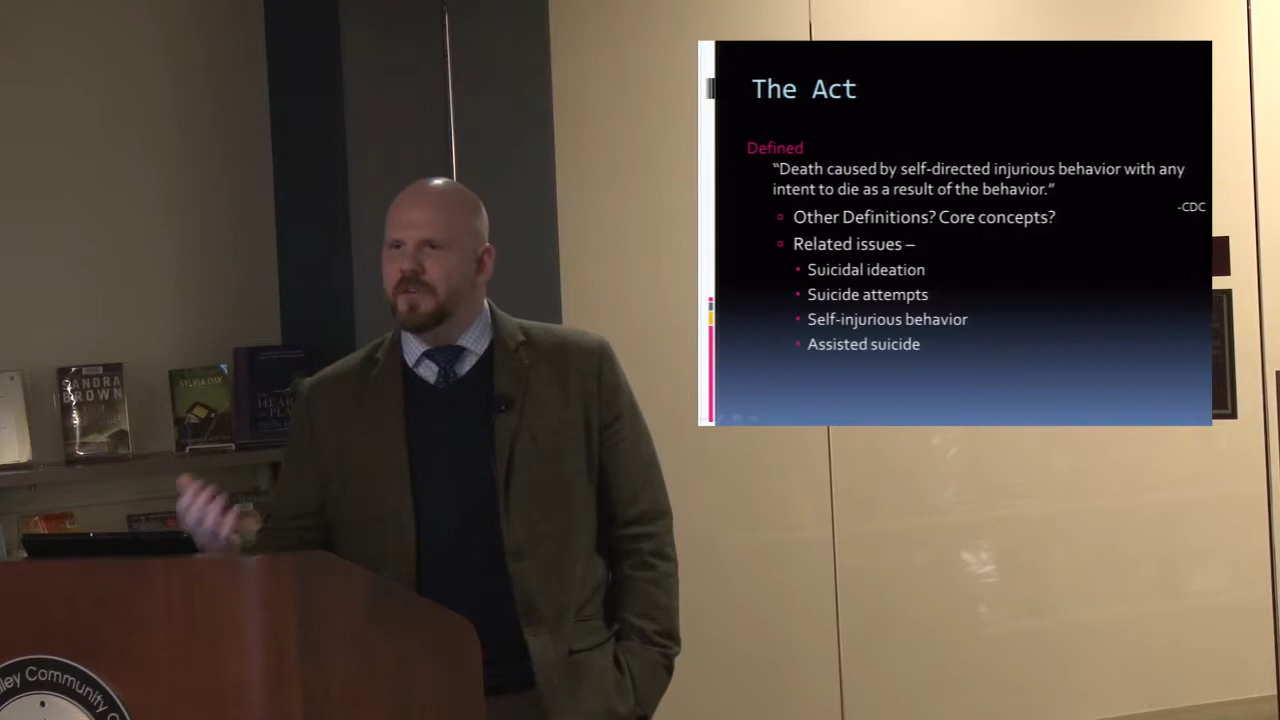 The Act
Defined
“Death caused by self-directed injurious behavior with any
intent to die as a result of the behavior.”
-CDC
Other Definitions? Core concepts?
Related issues –
Suicidal ideation
Suicide attempts
Self-injurious behavior
Assisted suicide
SANDRA
BROWN
SYLVIA DAY
The
HEART
Community